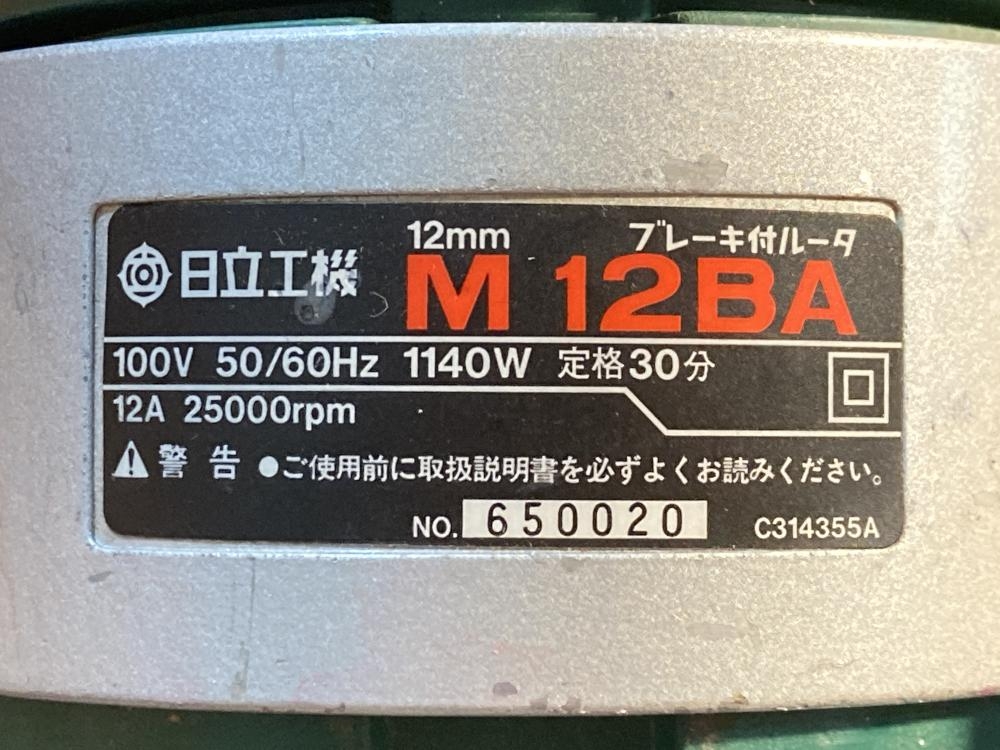 12mm ブレーキ付ルータ
日立工機 M 12BA
100V 50/60Hz 1140W 定格30分
12A 25000rpm
警告 ●ご使用前に取扱説明書を必ずよくお読みください。
NO. 650020 C314355A